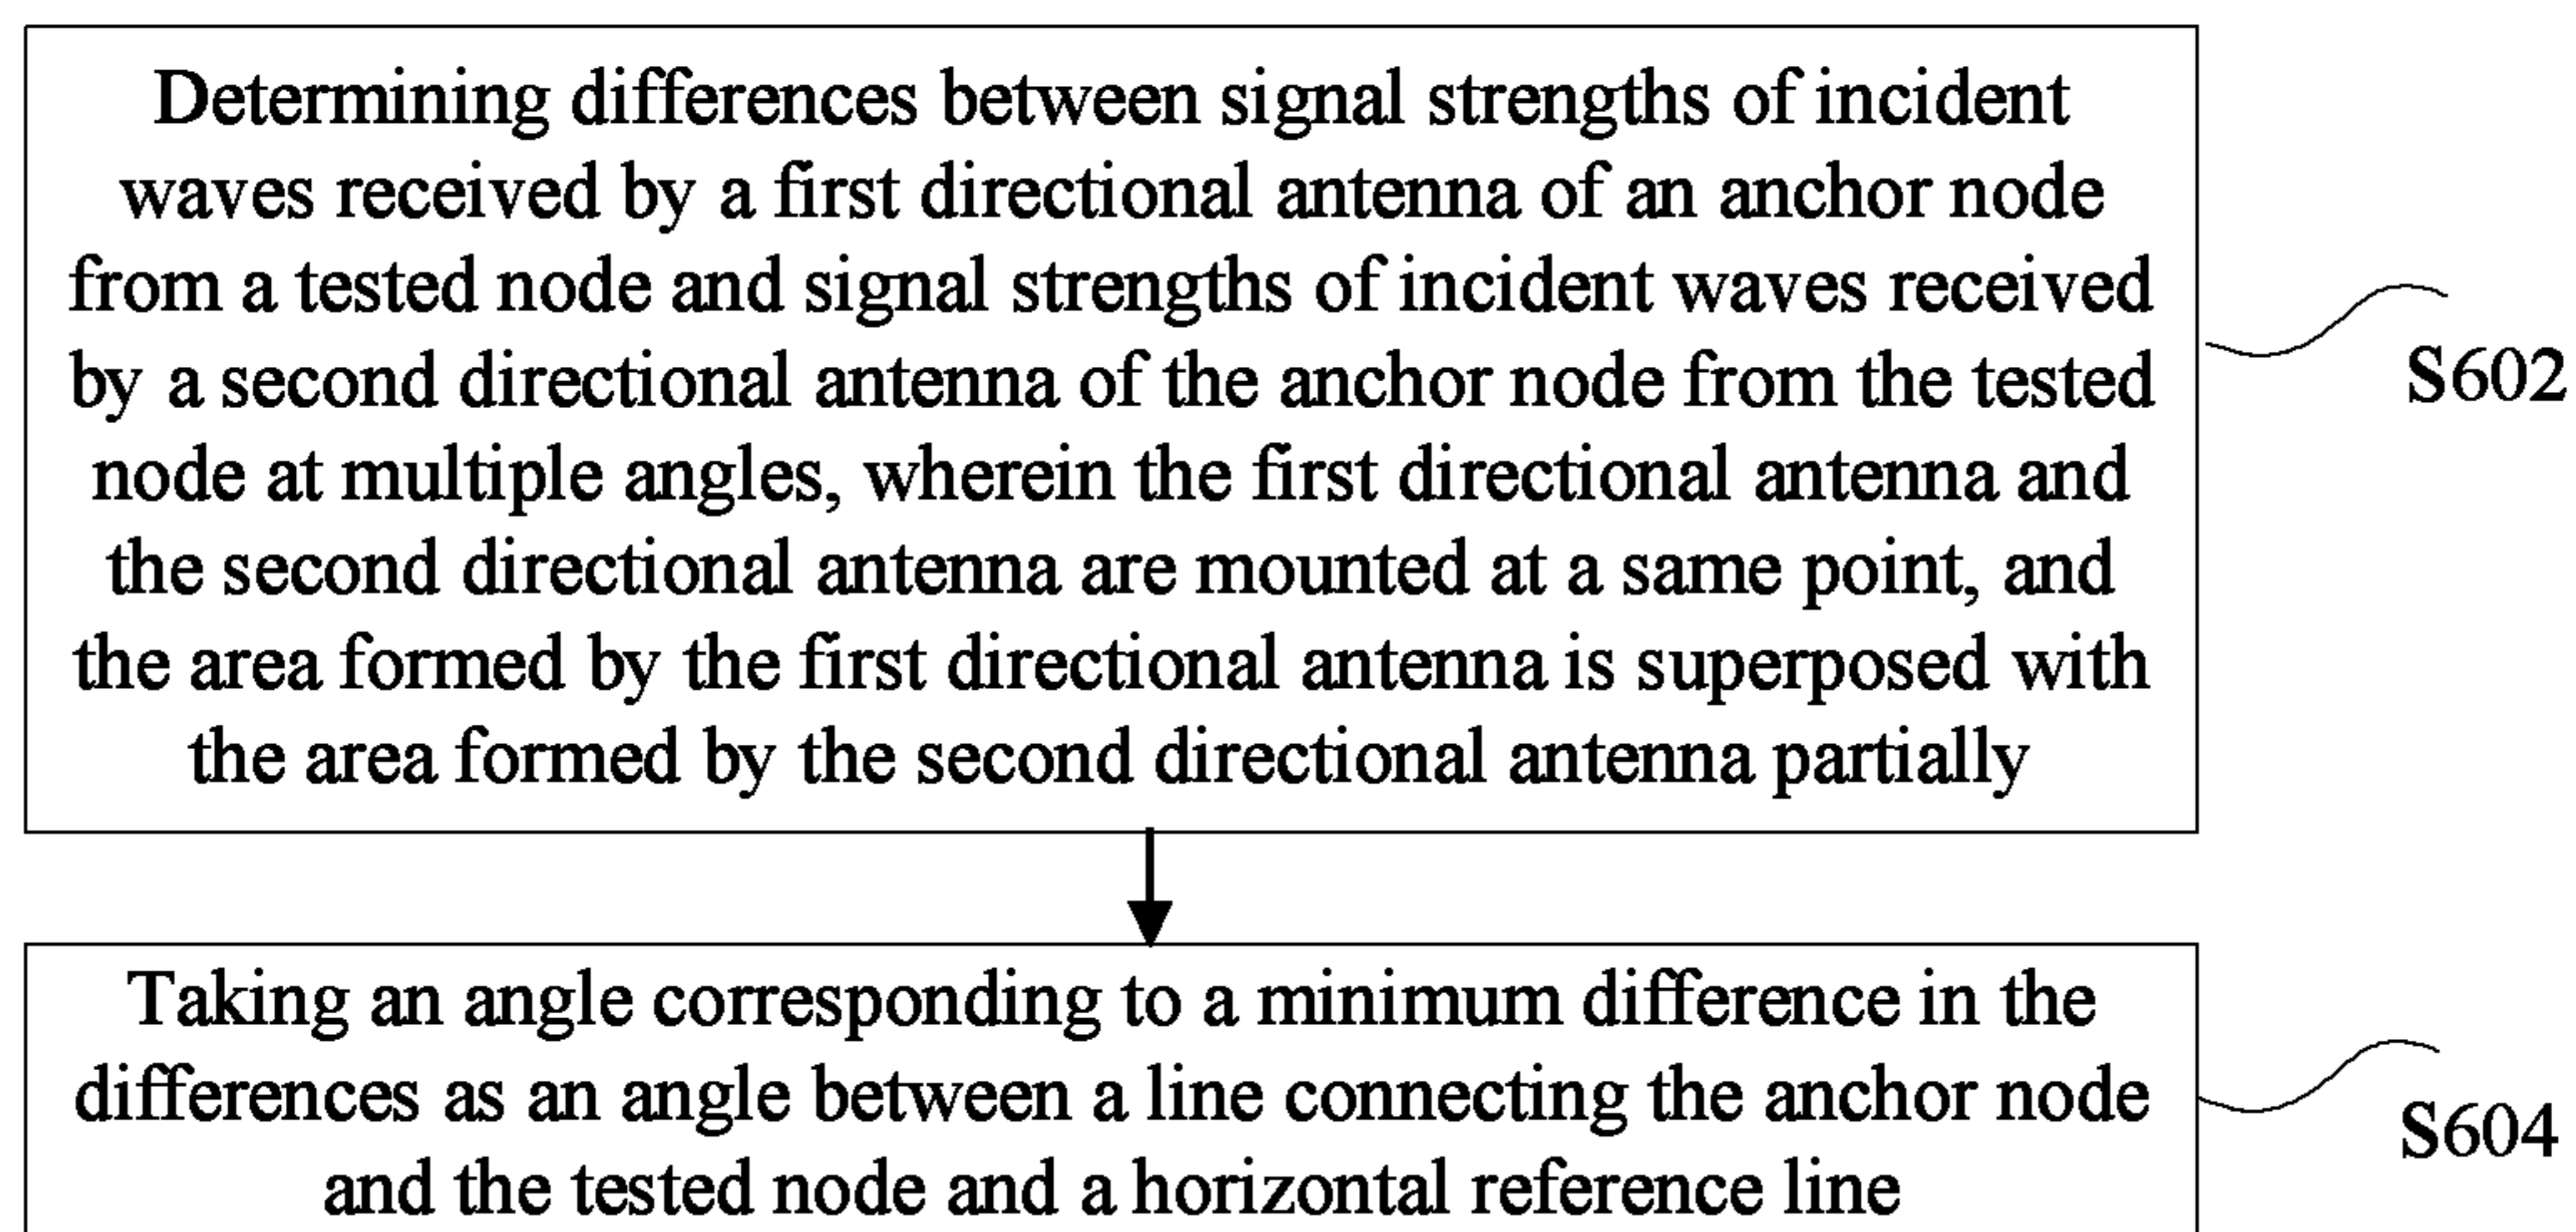 Determining differences between signal strengths of incident
waves received by a first directional antenna of an anchor node
from a tested node and signal strengths of incident waves received
by a second directional antenna of the anchor node from the tested
node at multiple angles, wherein the first directional antenna and
the second directional antenna are mounted at a same point, and
the area formed by the first directional antenna is superposed with
the area formed by the second directional antenna partially
S602
Taking an angle corresponding to a minimum difference in the
differences as an angle between a line connecting the anchor node
and the tested node and a horizontal reference line
S604